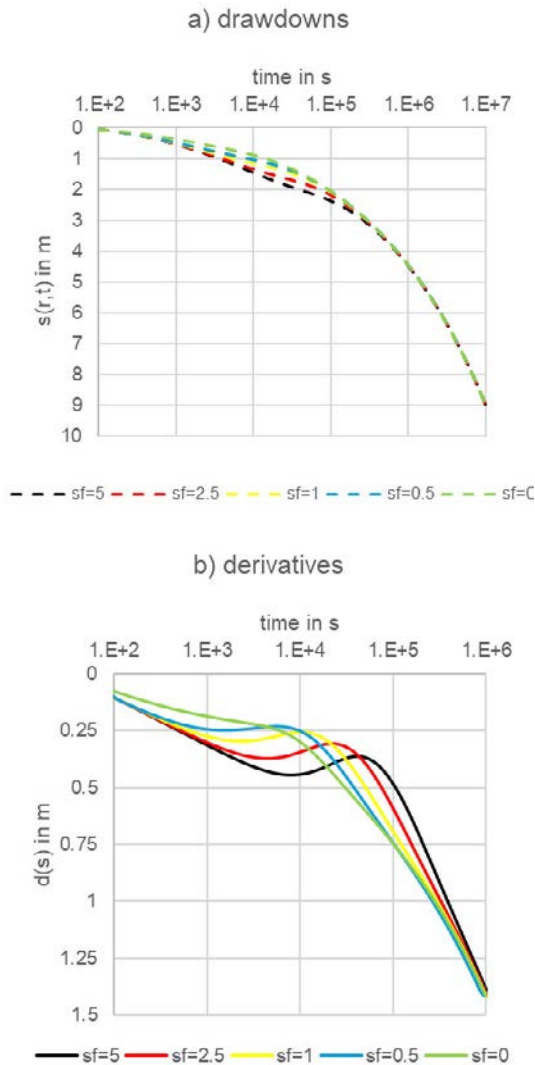 a) drawdowns
time in s
1.E+2 1.E+3 1.E+4 1.E+5 1.E+6 1.E+7
0
1
2
3
4
5
6
7
8
9
10
s(r,t) in m
sf=5 sf=2.5 sf=1 sf=0.5 sf=0
b) derivatives
time in s
1.E+2 1.E+3 1.E+4 1.E+5 1.E+6
0
0.25
0.5
0.75
1
1.25
1.5
d(s) in m
sf=5 sf=2.5 sf=1 sf=0.5 sf=0